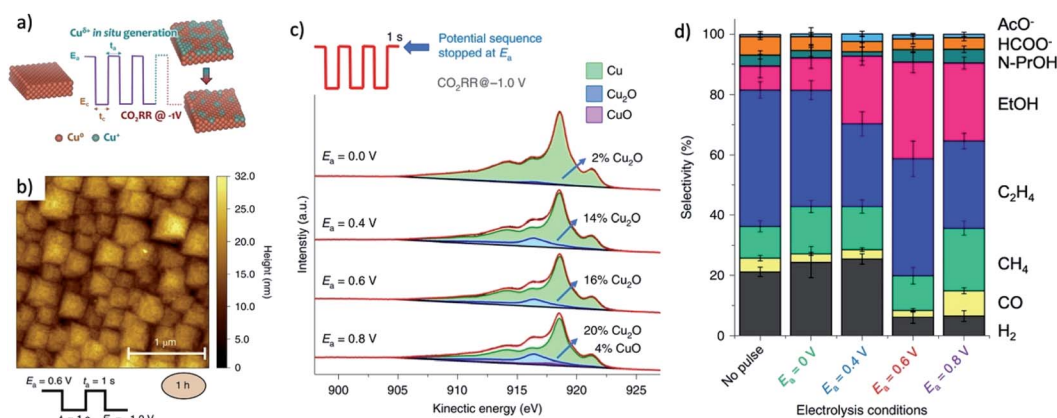 a)
Cu^δ+ in situ generation
t_a
E_a
E_c
t_c
CO₂RR @ -1V
Cu⁰ Cu⁺
b)
32.0
25.0
20.0
15.0
10.0
5.0
0.0
Height (nm)
1 μm
E_a = 0.6 V t_a = 1 s
1 h
c)
1 s
Potential sequence
stopped at E_a
CO₂RR@−1.0 V
Cu
Cu₂O
CuO
E_a = 0.0 V
2% Cu₂O
E_a = 0.4 V
14% Cu₂O
E_a = 0.6 V
16% Cu₂O
E_a = 0.8 V
20% Cu₂O
4% CuO
Intenstiy (a.u.)
900 905 910 915 920 925
Kinectic energy (eV)
d)
100
80
60
40
20
0
Selectivity (%)
AcO⁻
HCOO⁻
N-PrOH
EtOH
C₂H₄
CH₄
CO
H₂
No pulse
E_a = 0 V
E_a = 0.4 V
E_a = 0.6 V
E_a = 0.8 V
Electrolysis conditions